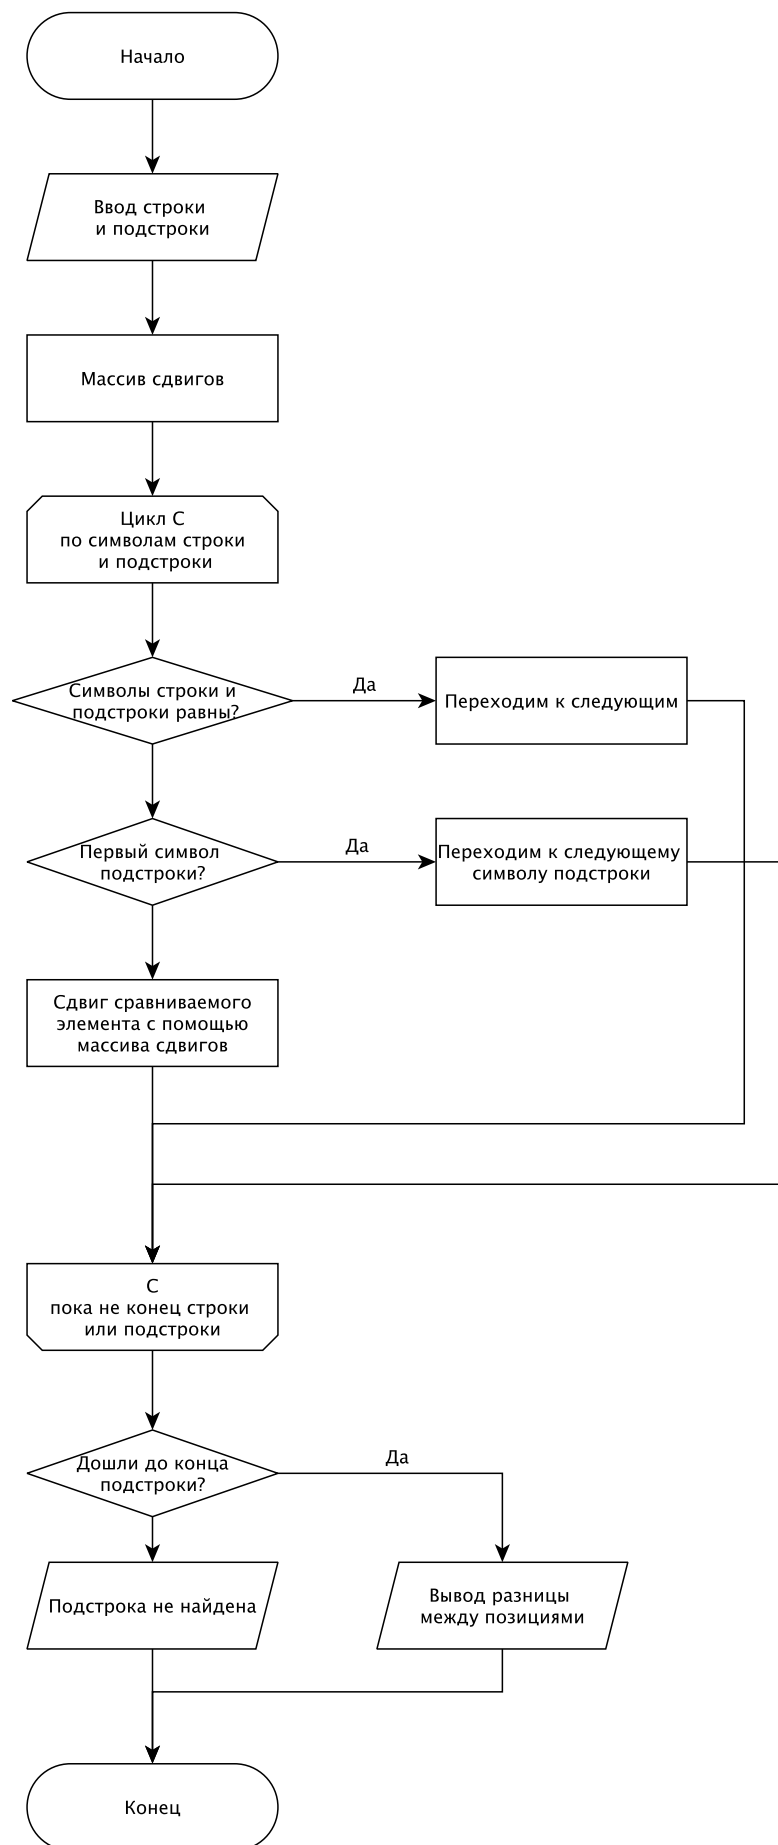 Начало
Ввод строки
и подстроки
Массив сдвигов
Цикл С
по символам строки
и подстроки
Символы строки и
подстроки равны?
Да
Переходим к следующим
Первый символ
подстроки?
Да
Переходим к следующему
символу подстроки
Сдвиг сравниваемого
элемента с помощью
массива сдвигов
С
пока не конец строки
или подстроки
Дошли до конца
подстроки?
Да
Подстрока не найдена
Вывод разницы
между позициями
Конец